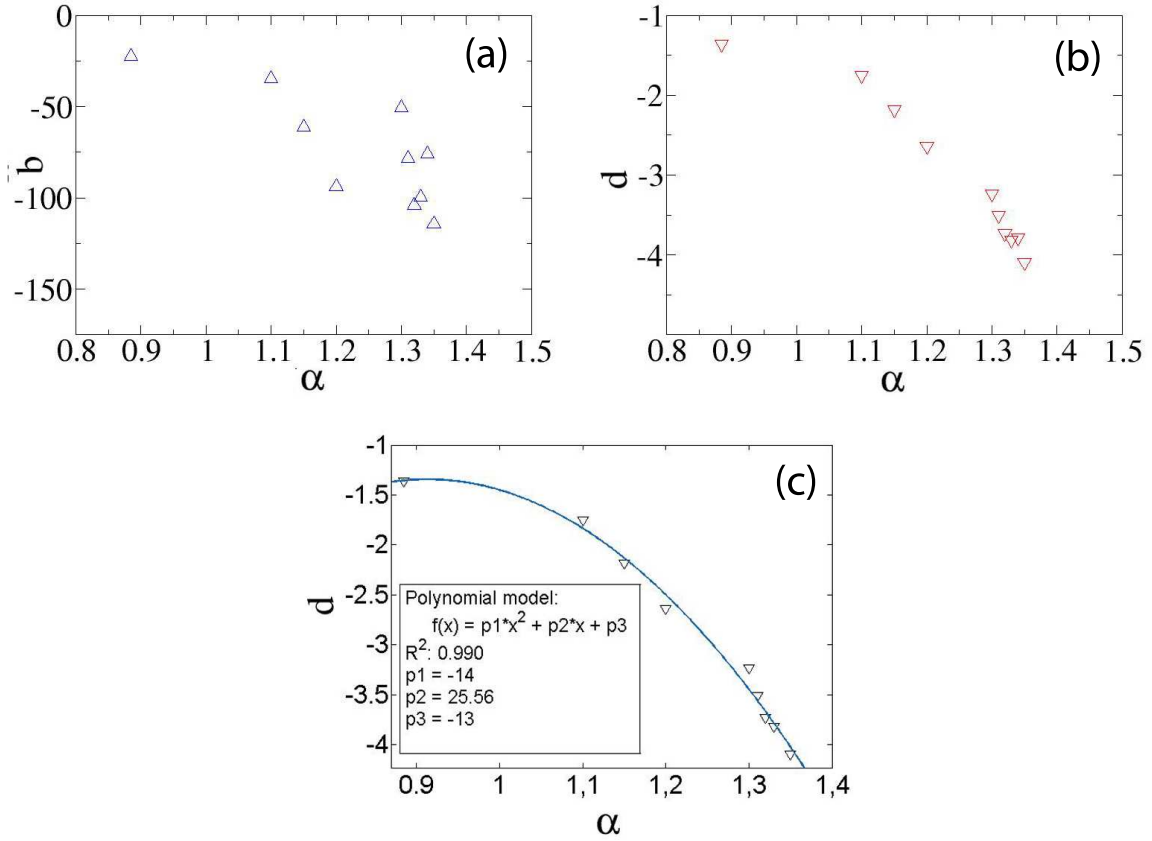 (a)
0
-50
-100
-150
b
0.8 0.9 1 1.1 1.2 1.3 1.4 1.5
α
(b)
-1
-2
-3
-4
d
0.8 0.9 1 1.1 1.2 1.3 1.4 1.5
α
(c)
-1
-1.5
-2
-2.5
-3
-3.5
-4
d
Polynomial model:
f(x) = p1*x² + p2*x + p3
R²: 0.990
p1 = -14
p2 = 25.56
p3 = -13
0.9 1 1,1 1,2 1,3 1,4
α